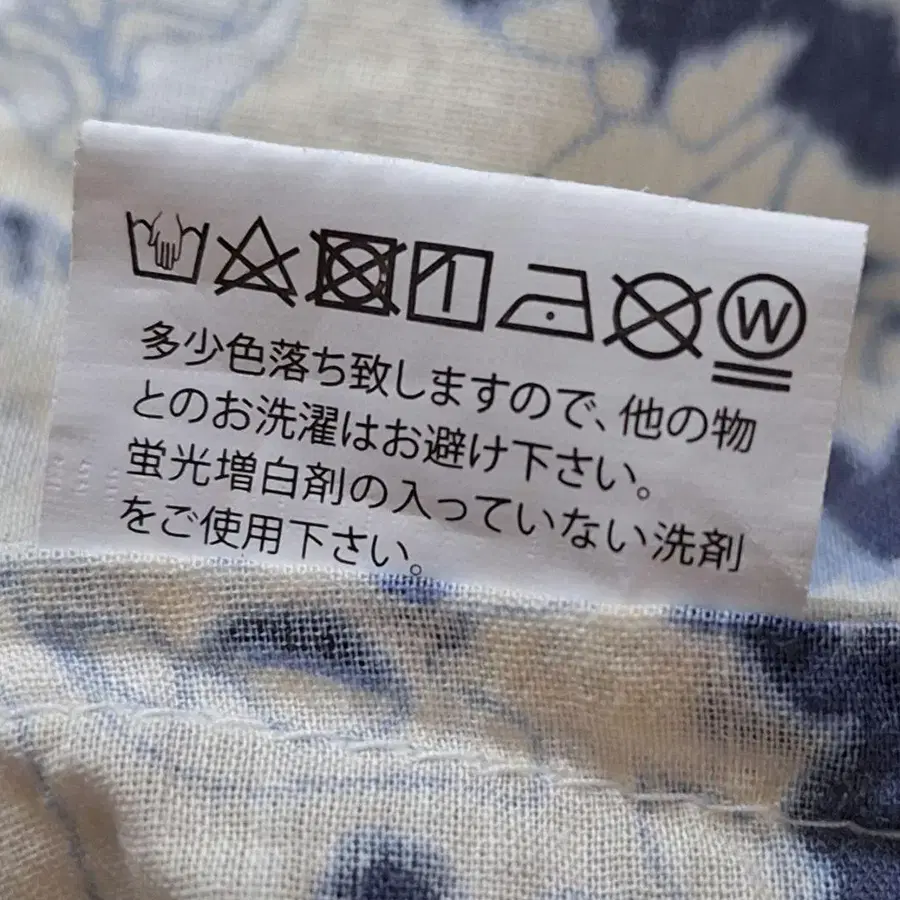 W
多少色落ち致しますので、他の物
とのお洗濯はお避け下さい。
蛍光増白剤の入っていない洗剤
をご使用下さい。